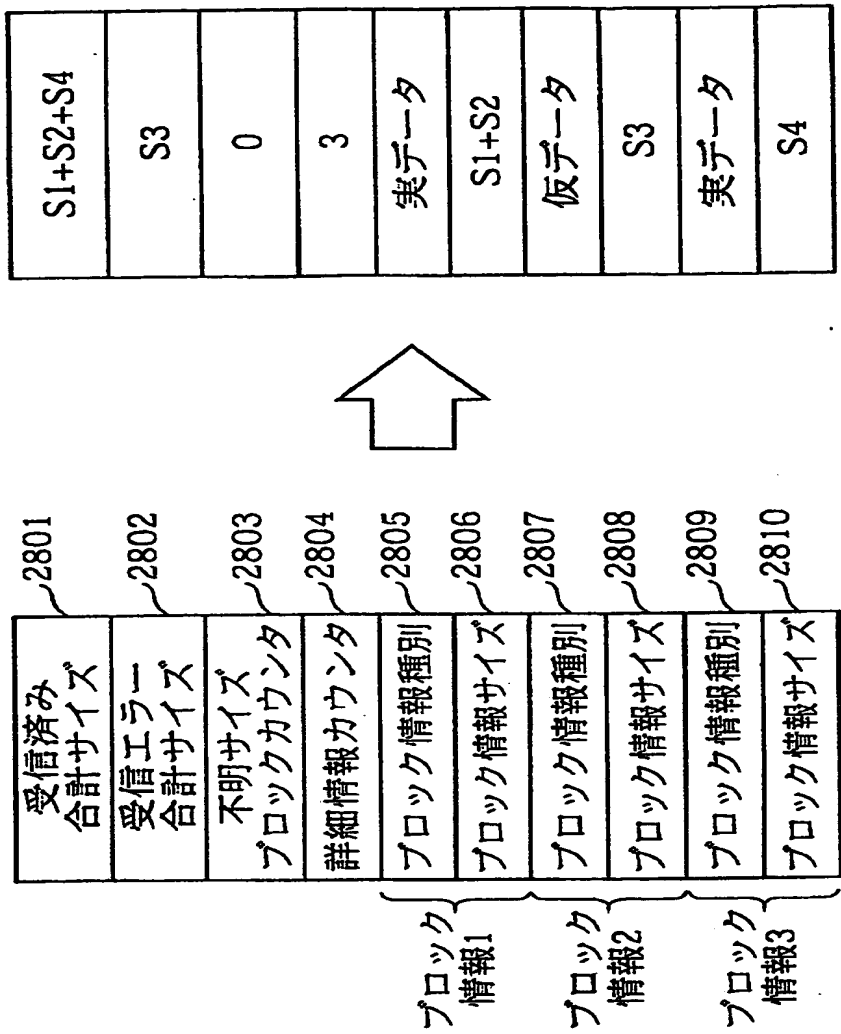 受信済み
合計サイズ
2801
受信エラー
合計サイズ
2802
不明サイズ
ブロックカウンタ
2803
詳細情報カウンタ
2804
ブロック情報種別
2805
ブロック情報サイズ
2806
ブロック情報種別
2807
ブロック情報サイズ
2808
ブロック情報種別
2809
ブロック情報サイズ
2810
ブロック
情報1
ブロック
情報2
ブロック
情報3
S1+S2+S4
S3
0
3
実データ
S1+S2
仮データ
S3
実データ
S4